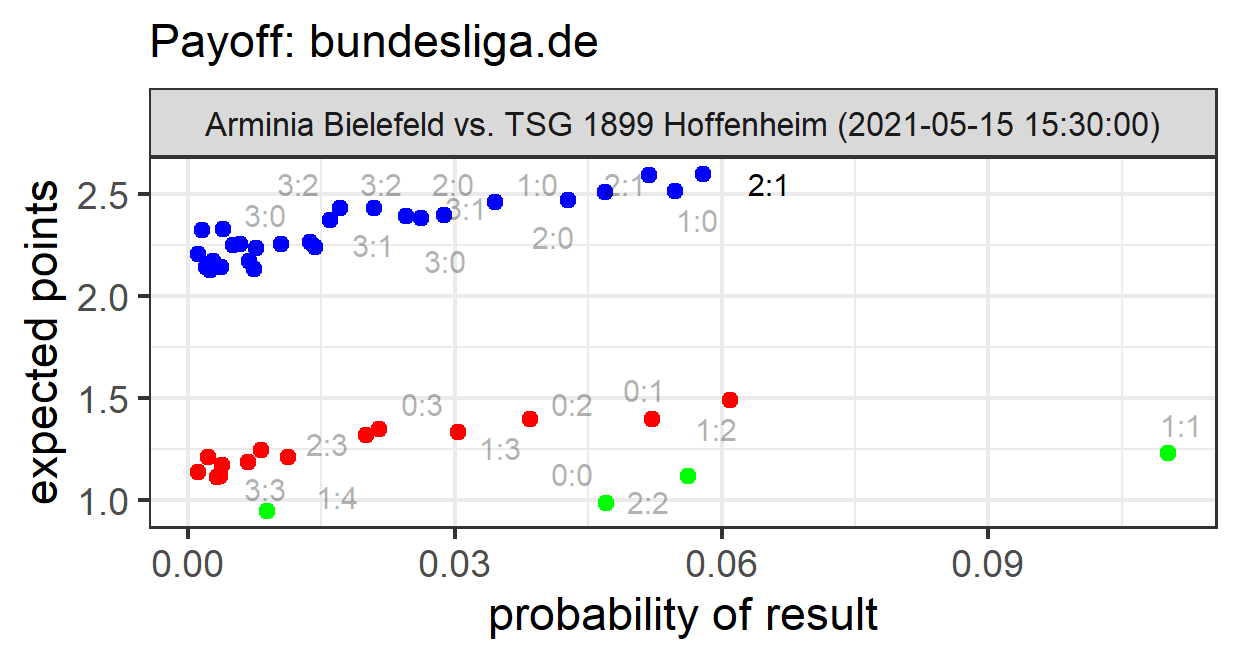 Payoff: bundesliga.de
Arminia Bielefeld vs. TSG 1899 Hoffenheim (2021-05-15 15:30:00)
expected points
2.5
2.0
1.5
1.0
3:2 3:2 2:0 1:0 2:1 2:1
3:0 3:1 1:0
3:1 3:0 2:0
0:3 0:2 0:1
2:3 1:3 1:2 1:1
3:3 1:4 0:0 2:2
0.00 0.03 0.06 0.09
probability of result